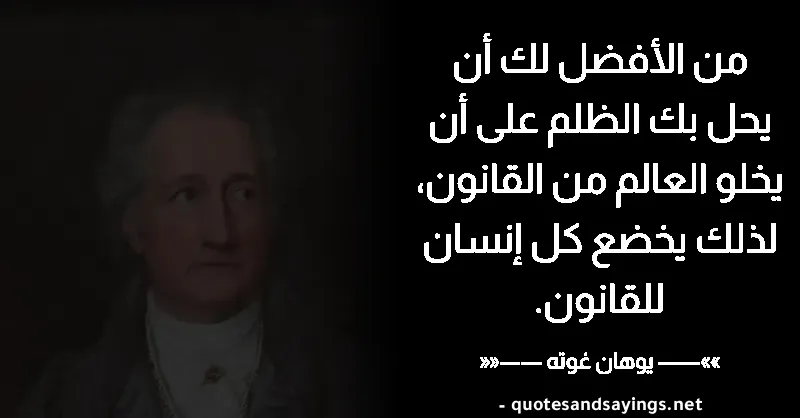 من الأفضل لك أن
يحل بك الظلم على أن
يخلو العالم من القانون،
لذلك يخضع كل إنسان
للقانون.
»»—— يوهان غوته ——««
- quotesandsayings.net